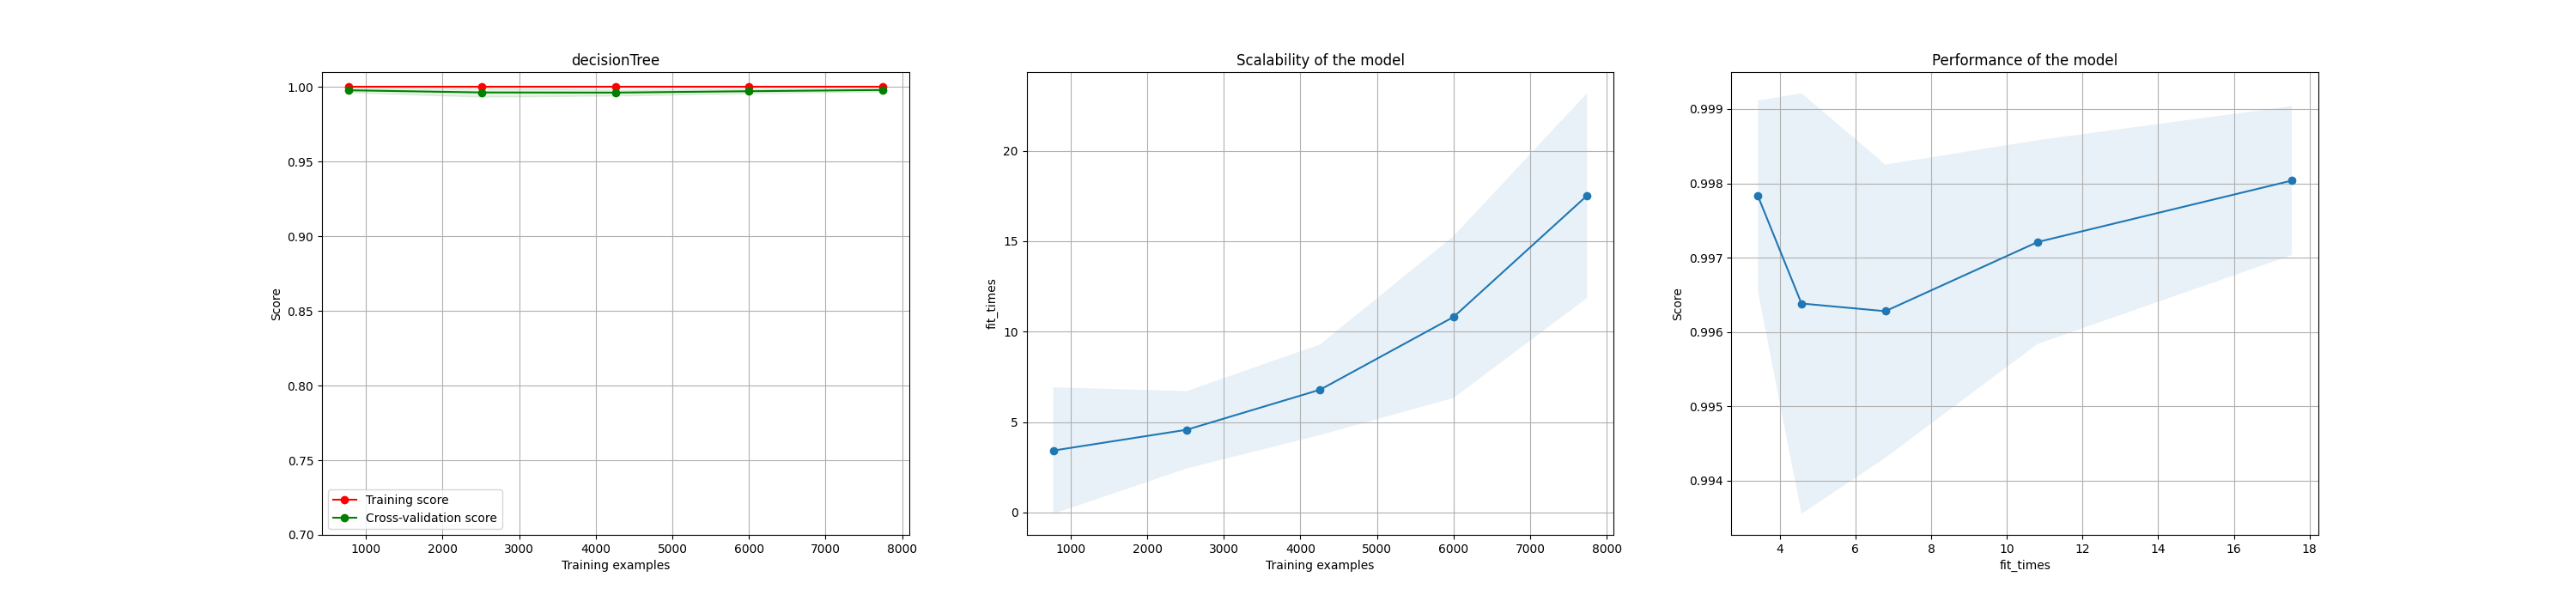 decisionTree
1.00
0.95
0.90
0.85
0.80
0.75
0.70
Score
Training score
Cross-validation score
1000 2000 3000 4000 5000 6000 7000 8000
Training examples
Scalability of the model
20
15
10
5
0
fit_times
1000 2000 3000 4000 5000 6000 7000 8000
Training examples
Performance of the model
0.999
0.998
0.997
0.996
0.995
0.994
Score
4 6 8 10 12 14 16 18
fit_times